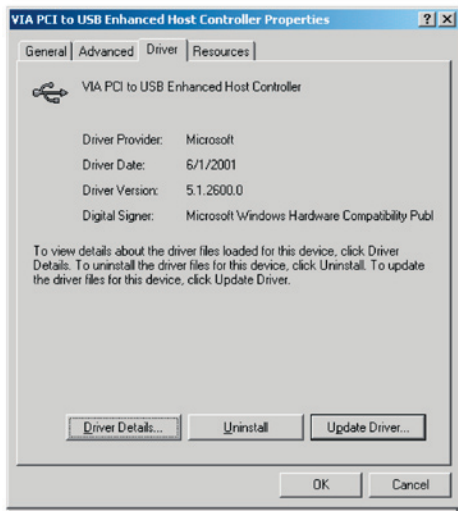 VIA PCI to USB Enhanced Host Controller Properties
? X
General Advanced Driver Resources
VIA PCI to USB Enhanced Host Controller
Driver Provider: Microsoft
Driver Date: 6/1/2001
Driver Version: 5.1.2600.0
Digital Signer: Microsoft Windows Hardware Compatibility Publ
To view details about the driver files loaded for this device, click Driver
Details. To uninstall the driver files for this device, click Uninstall. To update
the driver files for this device, click Update Driver.
Driver Details... Uninstall Update Driver...
OK Cancel